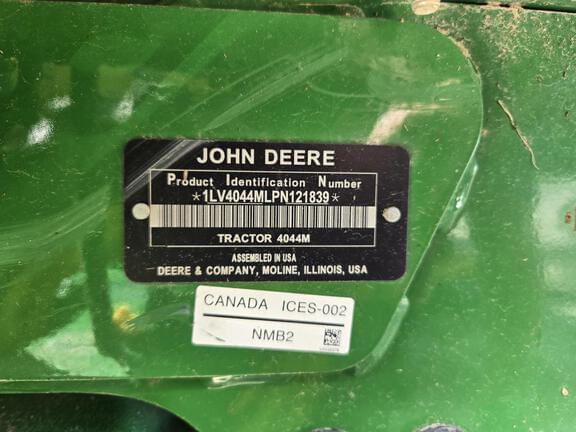 JOHN DEERE
Product Identification Number
*1LV4044MLPN121839*
TRACTOR 4044M
ASSEMBLED IN USA
DEERE & COMPANY, MOLINE, ILLINOIS, USA
CANADA ICES-002
NMB2